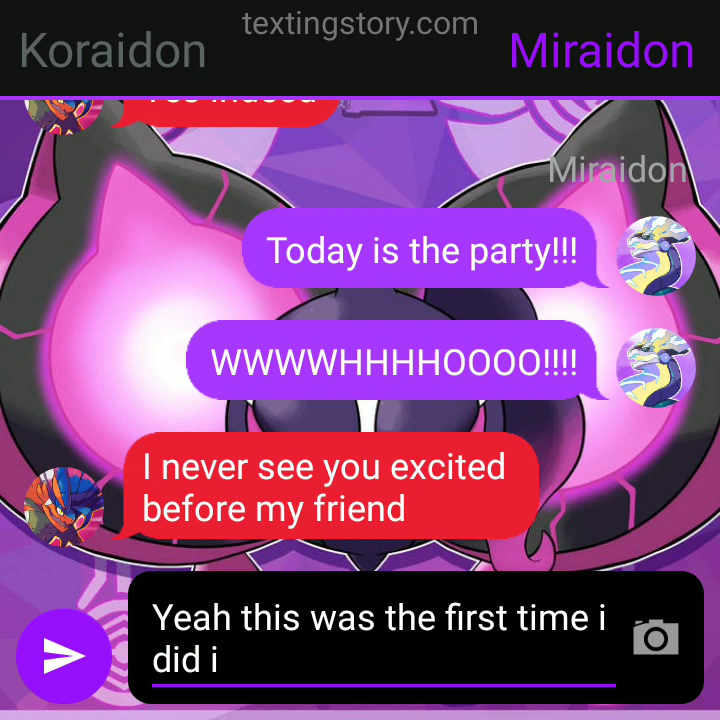 textingstory.com
Koraidon
Miraidon
Miraidon
Today is the party!!!
WWWWHHHHOOOO!!!!
I never see you excited
before my friend
Yeah this was the first time i
did i